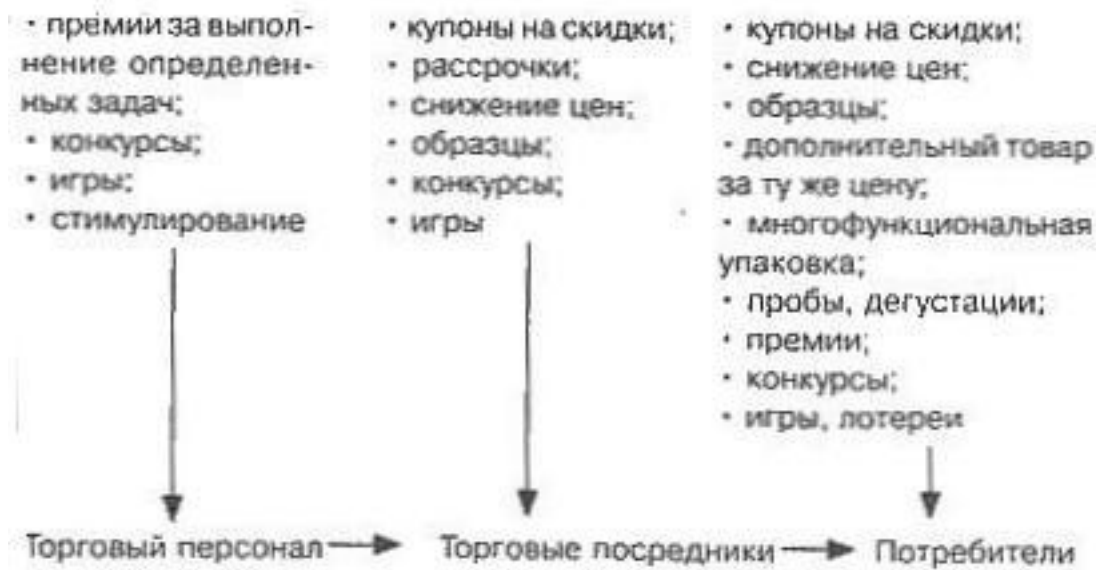 · премии за выпол-
нение определен-
ных задач;
· конкурсы;
· игры;
· стимулирование
· купоны на скидки;
· рассрочки;
· снижение цен;
· образцы;
· конкурсы;
· игры
· купоны на скидки;
· снижение цен;
· образцы;
· дополнительный товар
за ту же цену;
· многофункциональная
упаковка;
· пробы, дегустации;
· премии;
· конкурсы;
· игры, лотереи
Торговый персонал
Торговые посредники
Потребители